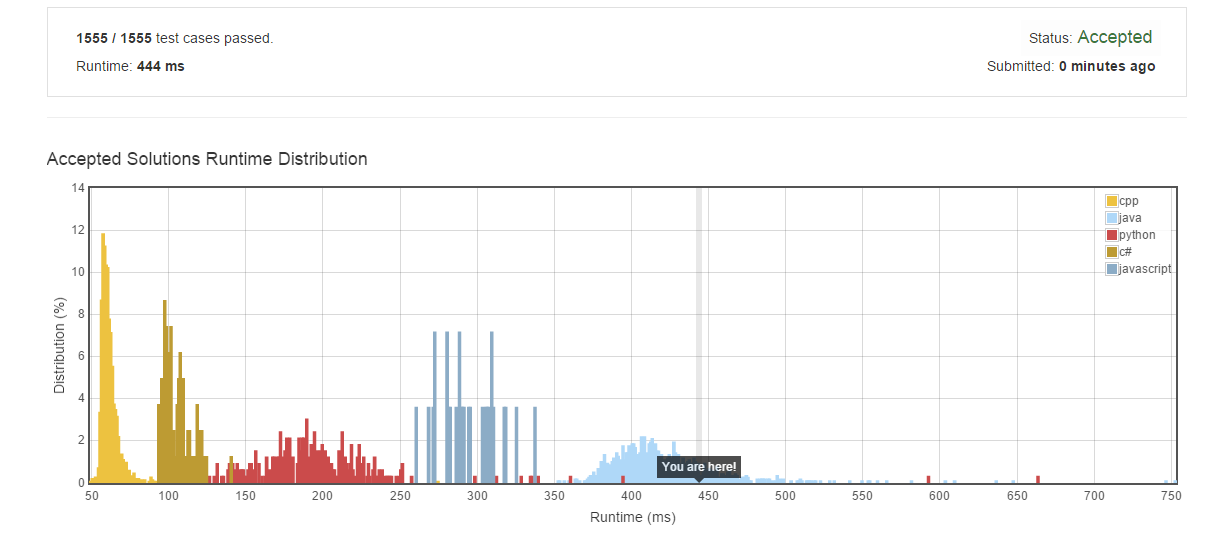 1555 / 1555 test cases passed.
Status: Accepted
Runtime: 444 ms
Submitted: 0 minutes ago
Accepted Solutions Runtime Distribution
14
12
10
8
6
4
2
0
Distribution (%)
cpp
java
python
c#
javascript
You are here!
50 100 150 200 250 300 350 400 450 500 550 600 650 700 750
Runtime (ms)